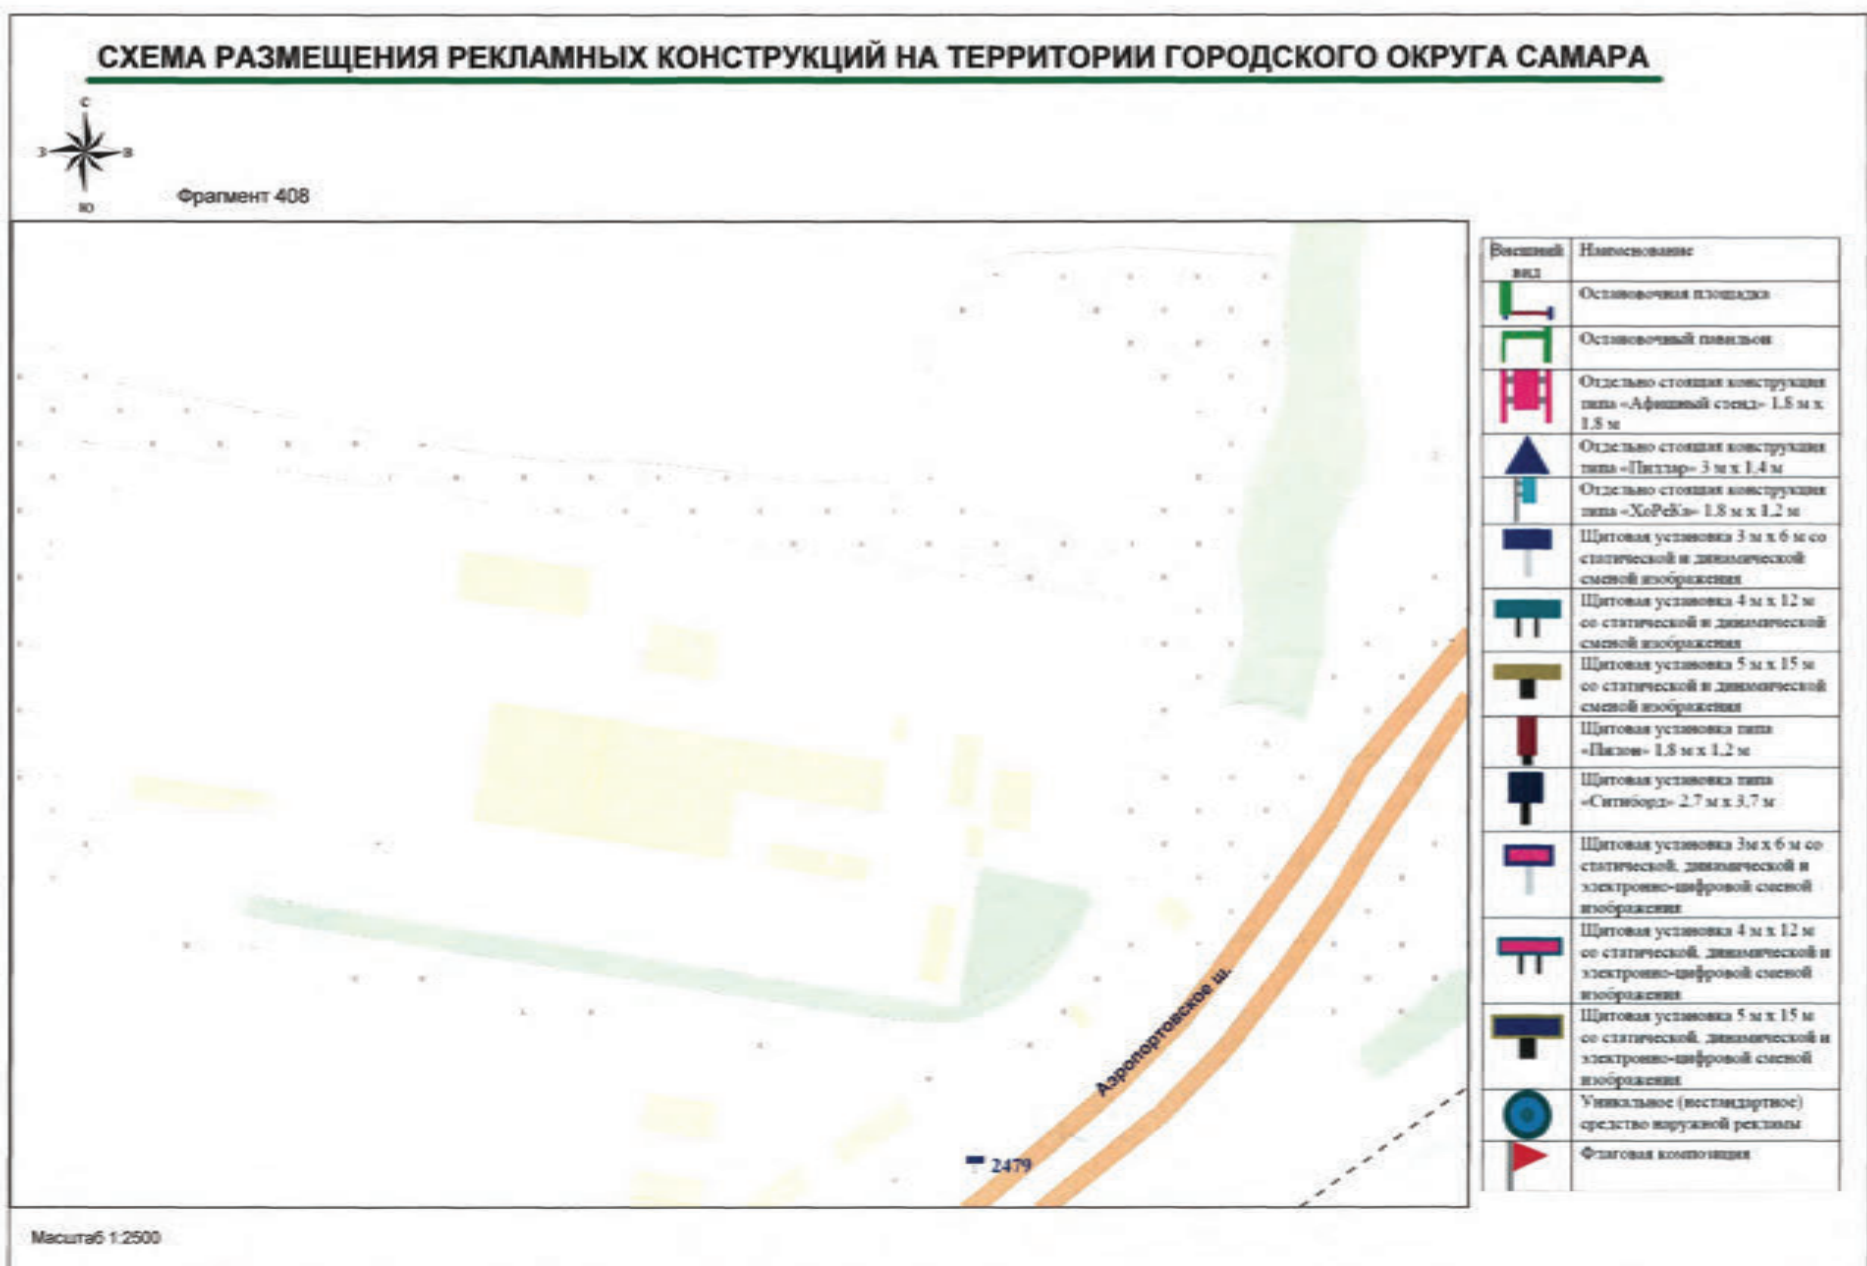 СХЕМА РАЗМЕЩЕНИЯ РЕКЛАМНЫХ КОНСТРУКЦИЙ НА ТЕРРИТОРИИ ГОРОДСКОГО ОКРУГА САМАРА
С
З
В
Ю
Фрагмент 408
Внешний
вид
Наименование
Остановочная площадка
Остановочный павильон
Отдельно стоящая конструкция
типа «Афишный стенд» 1.8 м х
1.8 м
Отдельно стоящая конструкция
типа «Пиллар» 3 м х 1,4 м
Отдельно стоящая конструкция
типа «ХоРеКа» 1.8 м х 1.2 м
Щитовая установка 3 м х 6 м со
статической и динамической
сменой изображения
Щитовая установка 4 м х 12 м
со статической и динамической
сменой изображения
Щитовая установка 5 м х 15 м
со статической и динамической
сменой изображения
Щитовая установка типа
«Пилон» 1.8 м х 1.2 м
Щитовая установка типа
«Ситиборд» 2.7 м х 3.7 м
Щитовая установка 3м х 6 м со
статической, динамической и
электронно-цифровой сменой
изображения
Щитовая установка 4 м х 12 м
со статической, динамической и
электронно-цифровой сменой
изображения
Щитовая установка 5 м х 15 м
со статической, динамической и
электронно-цифровой сменой
изображения
Уникальное (нестандартное)
средство наружной рекламы
Флаговая композиция
Аэропортовское ш.
2479
Масштаб 1:2500